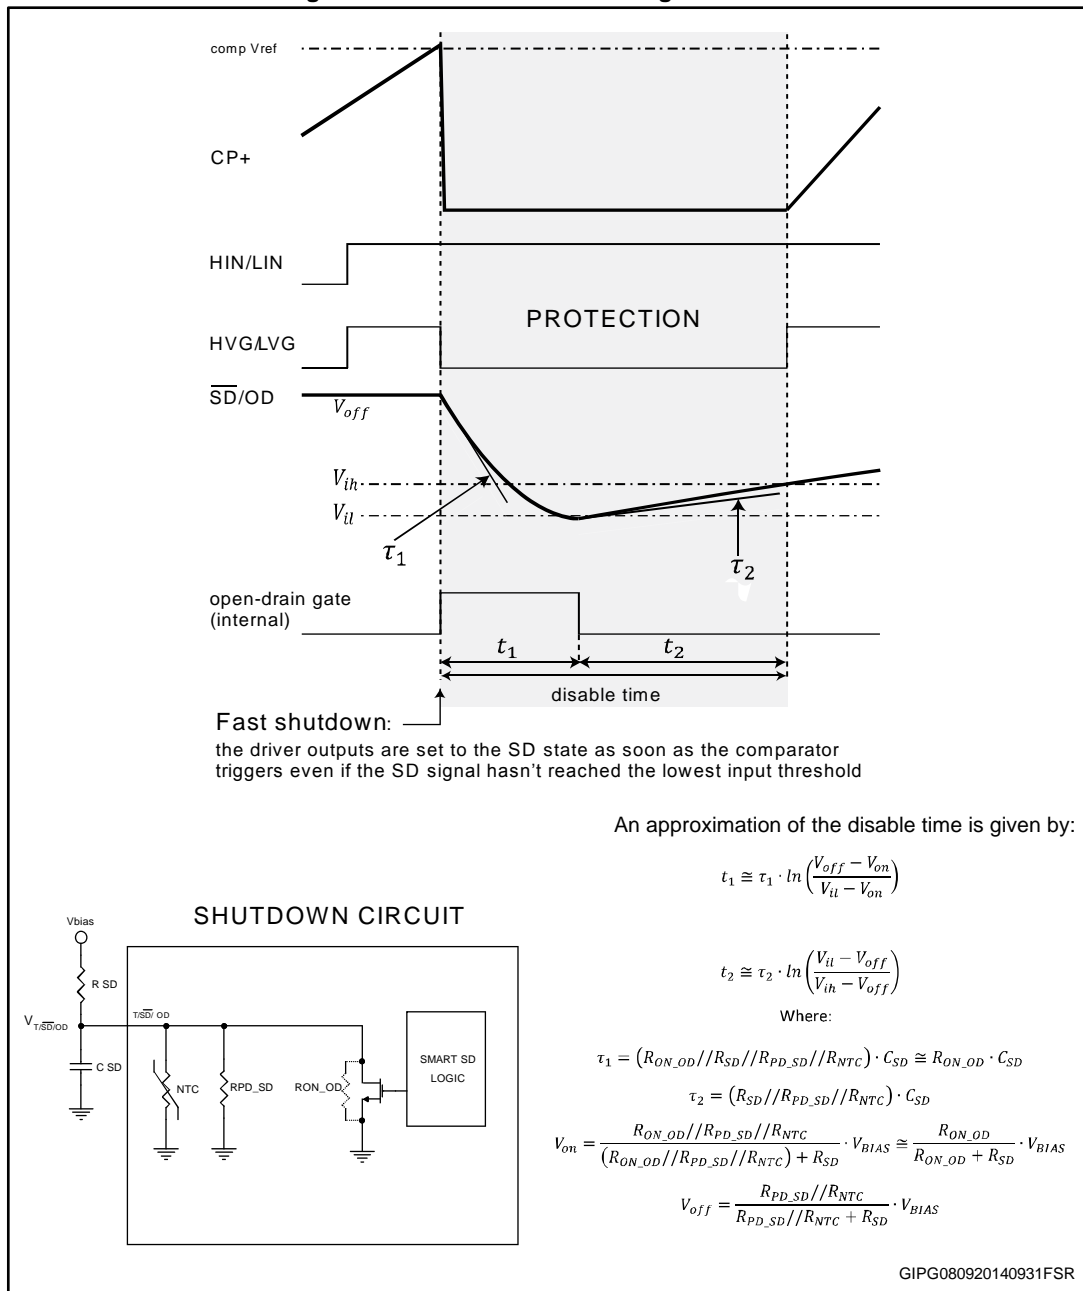 comp Vref
CP+
HIN/LIN
PROTECTION
HVG/LVG
SD/OD
V_off
V_ih
V_il
τ_1
τ_2
open-drain gate
(internal)
t_1
t_2
disable time
Fast shutdown:
the driver outputs are set to the SD state as soon as the comparator
triggers even if the SD signal hasn't reached the lowest input threshold
An approximation of the disable time is given by:
t_1 ≅ τ_1 · ln((V_off − V_on)/(V_il − V_on))
SHUTDOWN CIRCUIT
Vbias
R SD
V T/SD/OD
T/SD/ OD
C SD
NTC
RPD_SD
RON_OD
SMART SD
LOGIC
t_2 ≅ τ_2 · ln((V_il − V_off)/(V_ih − V_off))
Where:
τ_1 = (R_ON_OD//R_SD//R_PD_SD//R_NTC) · C_SD ≅ R_ON_OD · C_SD
τ_2 = (R_SD//R_PD_SD//R_NTC) · C_SD
V_on = (R_ON_OD//R_PD_SD//R_NTC)/((R_ON_OD//R_PD_SD//R_NTC) + R_SD) · V_BIAS ≅ R_ON_OD/(R_ON_OD + R_SD) · V_BIAS
V_off = (R_PD_SD//R_NTC)/(R_PD_SD//R_NTC + R_SD) · V_BIAS
GIPG080920140931FSR